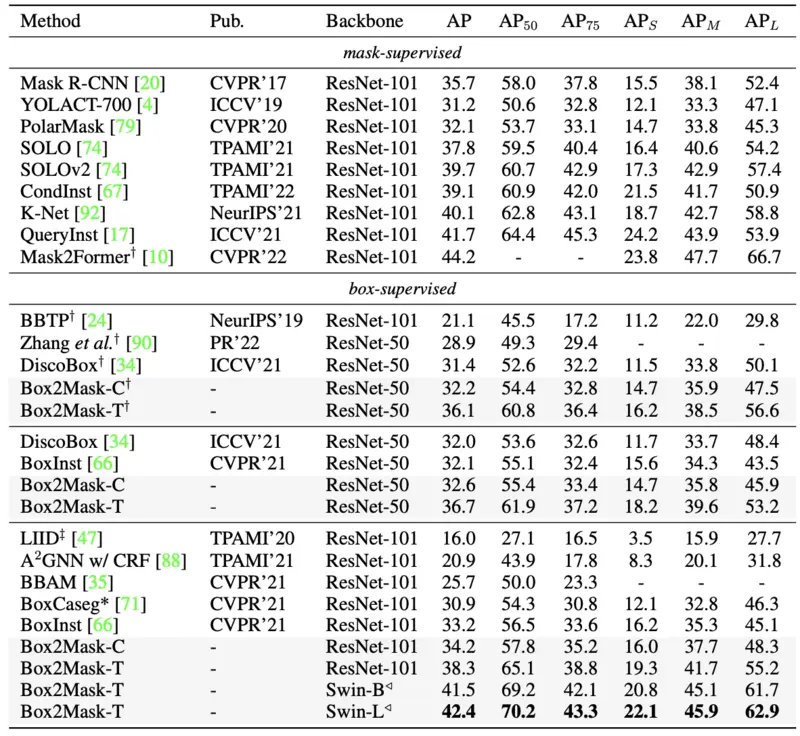 Method Pub. Backbone AP AP50 AP75 APS APM APL
mask-supervised
Mask R-CNN [20] CVPR’17 ResNet-101 35.7 58.0 37.8 15.5 38.1 52.4
YOLACT-700 [4] ICCV’19 ResNet-101 31.2 50.6 32.8 12.1 33.3 47.1
PolarMask [79] CVPR’20 ResNet-101 32.1 53.7 33.1 14.7 33.8 45.3
SOLO [74] TPAMI’21 ResNet-101 37.8 59.5 40.4 16.4 40.6 54.2
SOLOv2 [74] TPAMI’21 ResNet-101 39.7 60.7 42.9 17.3 42.9 57.4
CondInst [67] TPAMI’22 ResNet-101 39.1 60.9 42.0 21.5 41.7 50.9
K-Net [92] NeurIPS’21 ResNet-101 40.1 62.8 43.1 18.7 42.7 58.8
QueryInst [17] ICCV’21 ResNet-101 41.7 64.4 45.3 24.2 43.9 53.9
Mask2Former† [10] CVPR’22 ResNet-101 44.2 - - 23.8 47.7 66.7
box-supervised
BBTP† [24] NeurIPS’19 ResNet-101 21.1 45.5 17.2 11.2 22.0 29.8
Zhang et al.† [90] PR’22 ResNet-50 28.9 49.3 29.4 - - -
DiscoBox† [34] ICCV’21 ResNet-50 31.4 52.6 32.2 11.5 33.8 50.1
Box2Mask-C† - ResNet-50 32.2 54.4 32.8 14.7 35.9 47.5
Box2Mask-T† - ResNet-50 36.1 60.8 36.4 16.2 38.5 56.6
DiscoBox [34] ICCV’21 ResNet-50 32.0 53.6 32.6 11.7 33.7 48.4
BoxInst [66] CVPR’21 ResNet-50 32.1 55.1 32.4 15.6 34.3 43.5
Box2Mask-C - ResNet-50 32.6 55.4 33.4 14.7 35.8 45.9
Box2Mask-T - ResNet-50 36.7 61.9 37.2 18.2 39.6 53.2
LIID‡ [47] TPAMI’20 ResNet-101 16.0 27.1 16.5 3.5 15.9 27.7
A²GNN w/ CRF [88] TPAMI’21 ResNet-101 20.9 43.9 17.8 8.3 20.1 31.8
BBAM [35] CVPR’21 ResNet-101 25.7 50.0 23.3 - - -
BoxCaseg* [71] CVPR’21 ResNet-101 30.9 54.3 30.8 12.1 32.8 46.3
BoxInst [66] CVPR’21 ResNet-101 33.2 56.5 33.6 16.2 35.3 45.1
Box2Mask-C - ResNet-101 34.2 57.8 35.2 16.0 37.7 48.3
Box2Mask-T - ResNet-101 38.3 65.1 38.8 19.3 41.7 55.2
Box2Mask-T - Swin-B◃ 41.5 69.2 42.1 20.8 45.1 61.7
Box2Mask-T - Swin-L◃ 42.4 70.2 43.3 22.1 45.9 62.9